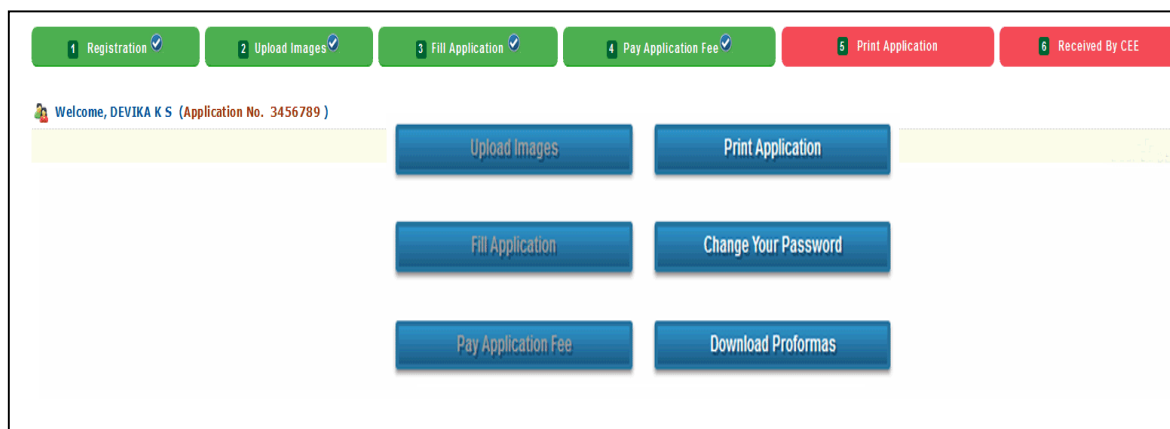 1 Registration 2 Upload Images 3 Fill Application 4 Pay Application Fee 5 Print Application 6 Received By CEE
Welcome, DEVIKA K S (Application No. 3456789 )
Upload Images Print Application
Fill Application Change Your Password
Pay Application Fee Download Proformas